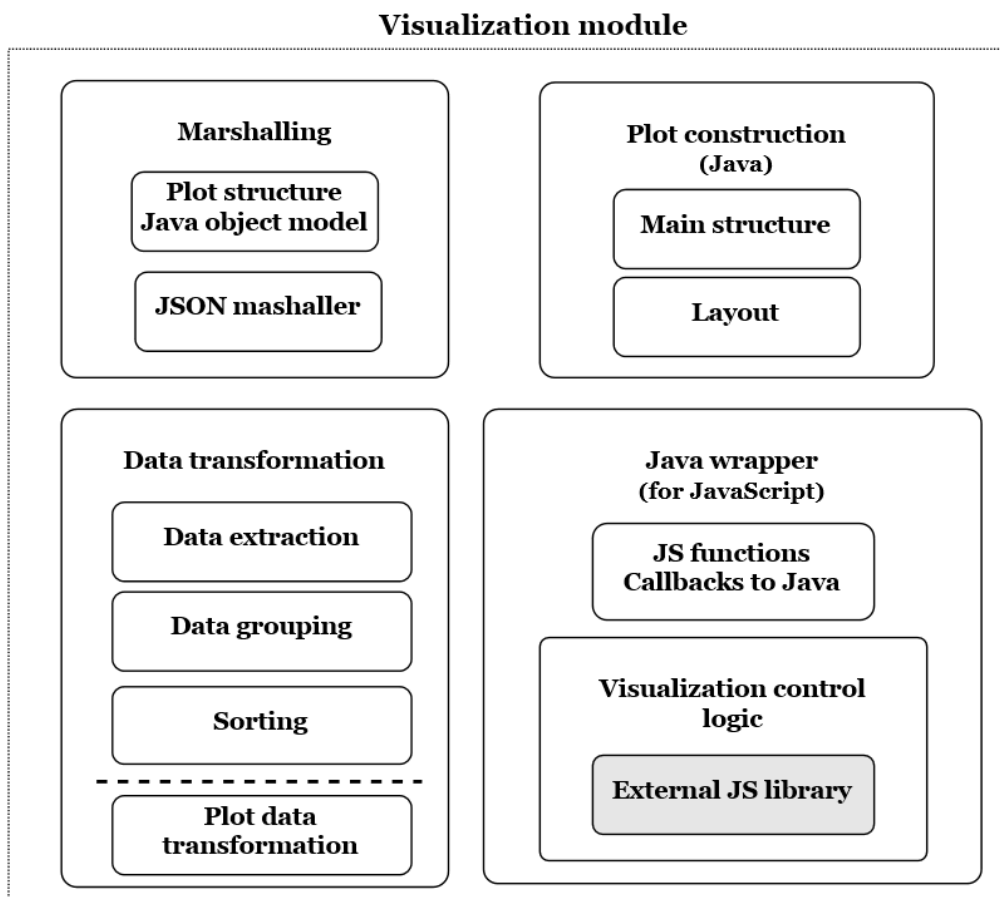 Visualization module
Marshalling
Plot structure
Java object model
JSON mashaller
Plot construction
(Java)
Main structure
Layout
Data transformation
Data extraction
Data grouping
Sorting
Plot data
transformation
Java wrapper
(for JavaScript)
JS functions
Callbacks to Java
Visualization control
logic
External JS library